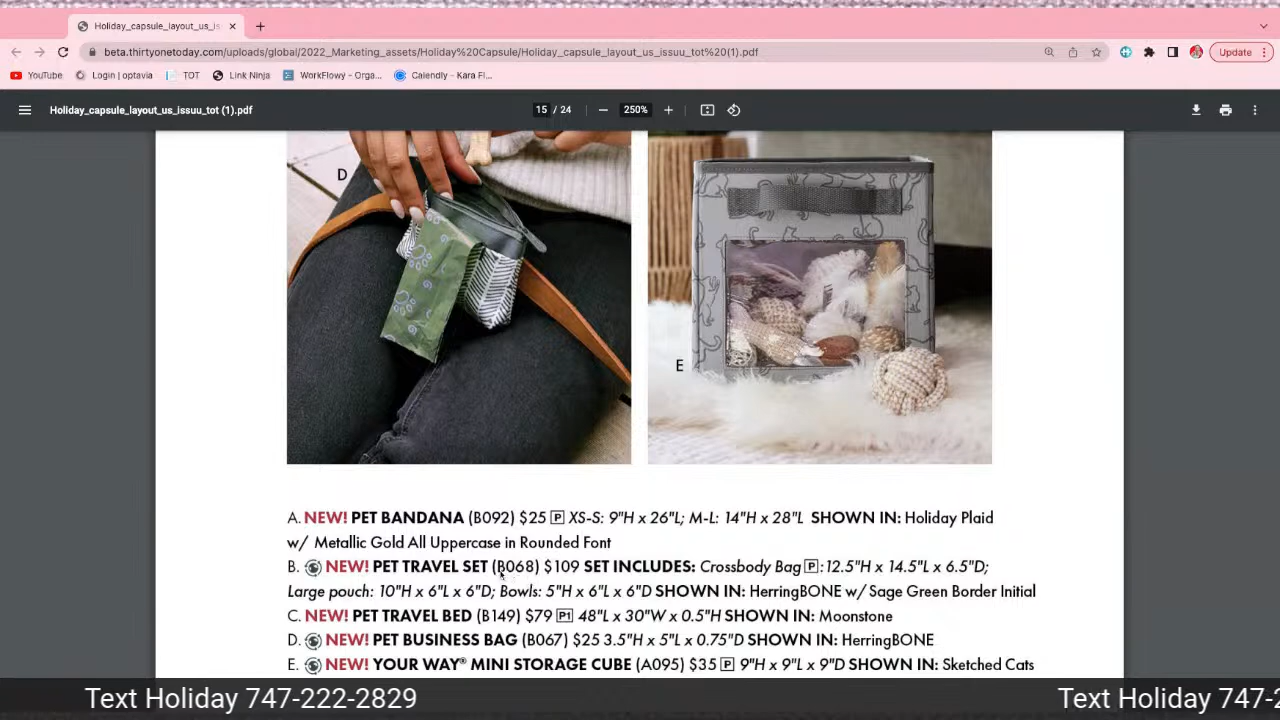 Holiday_capsule_layout_us_is
beta.thirtyonetoday.com/uploads/global/2022_Marketing_assets/Holiday%20Capsule/Holiday_capsule_layout_us_issuu_tot%20(1).pdf
Update
YouTube Login | optavia TOT Link Ninja WorkFlowy - Orga... Calendly - Kara Fl...
Holiday_capsule_layout_us_issuu_tot (1).pdf 15 / 24 250%
D
E
A. NEW! PET BANDANA (B092) $25 P XS-S: 9"H x 26"L; M-L: 14"H x 28"L SHOWN IN: Holiday Plaid
w/ Metallic Gold All Uppercase in Rounded Font
B. NEW! PET TRAVEL SET (B068) $109 SET INCLUDES: Crossbody Bag P:12.5"H x 14.5"L x 6.5"D;
Large pouch: 10"H x 6"L x 6"D; Bowls: 5"H x 6"L x 6"D SHOWN IN: HerringBONE w/ Sage Green Border Initial
C. NEW! PET TRAVEL BED (B149) $79 P1 48"L x 30"W x 0.5"H SHOWN IN: Moonstone
D. NEW! PET BUSINESS BAG (B067) $25 3.5"H x 5"L x 0.75"D SHOWN IN: HerringBONE
E. NEW! YOUR WAY® MINI STORAGE CUBE (A095) $35 P 9"H x 9"L x 9"D SHOWN IN: Sketched Cats
Text Holiday 747-222-2829 Text Holiday 747-2